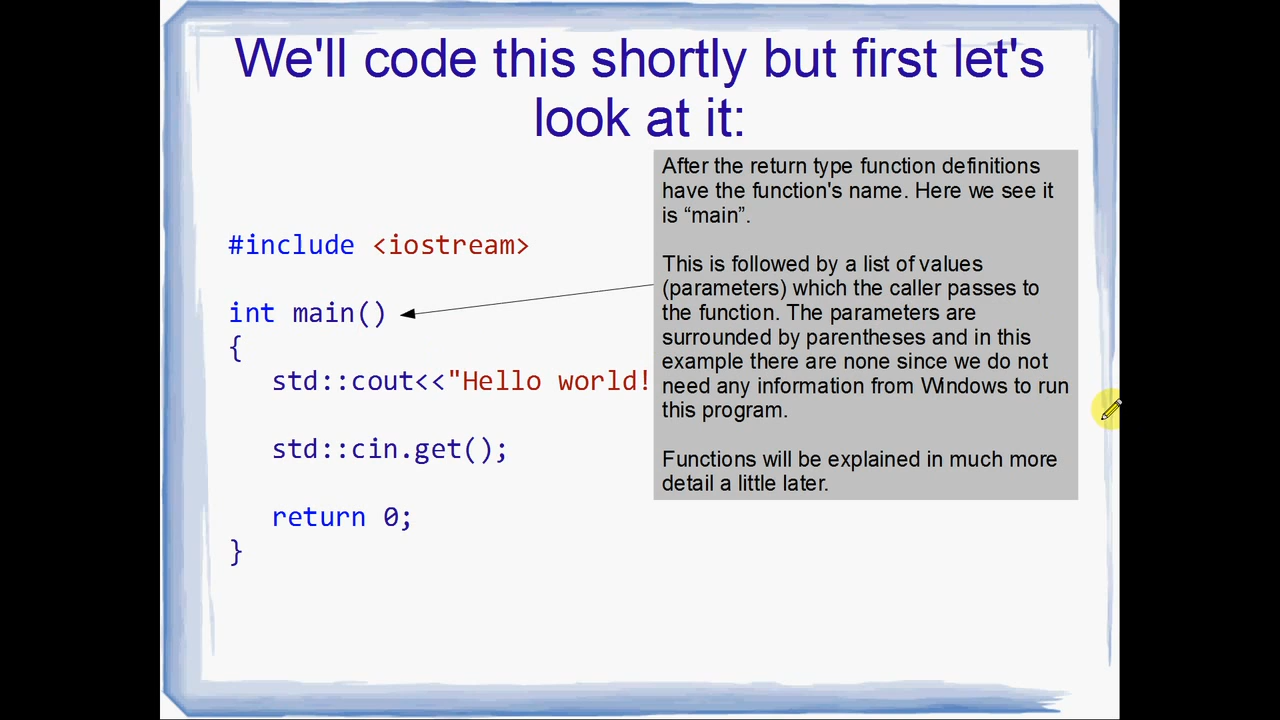 We'll code this shortly but first let's
look at it:
#include <iostream>
int main()
{
std::cout<<"Hello world!
std::cin.get();
return 0;
}
After the return type function definitions
have the function's name. Here we see it
is “main”.
This is followed by a list of values
(parameters) which the caller passes to
the function. The parameters are
surrounded by parentheses and in this
example there are none since we do not
need any information from Windows to run
this program.
Functions will be explained in much more
detail a little later.